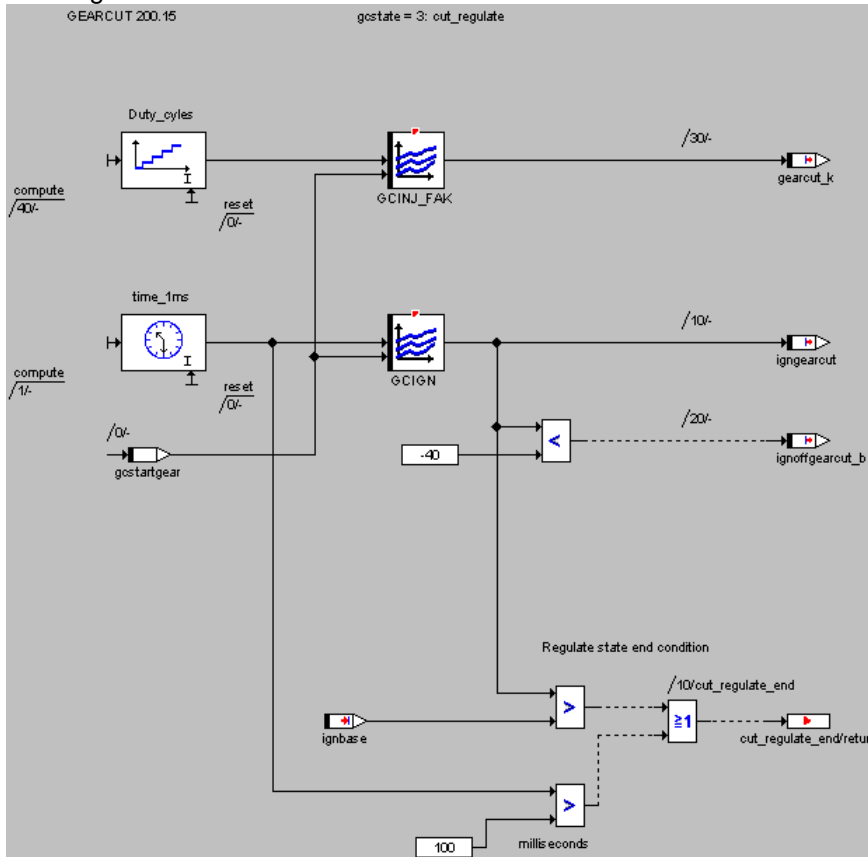 GEARCUT 200.15 gcstate = 3: cut_regulate
Duty_cyles
compute
/40/-
I
reset
/0/-
GCINJ_FAK
/30/-
gearcut_k
time_1ms
compute
/1/-
I
reset
/0/-
GCIGN
/10/-
igngearcut
/0/-
gcstartgear
-40
<
/20/-
ignoffgearcut_b
Regulate state end condition
/10/cut_regulate_end
ignbase
>
≧1
cut_regulate_end/return
>
100
milliseconds